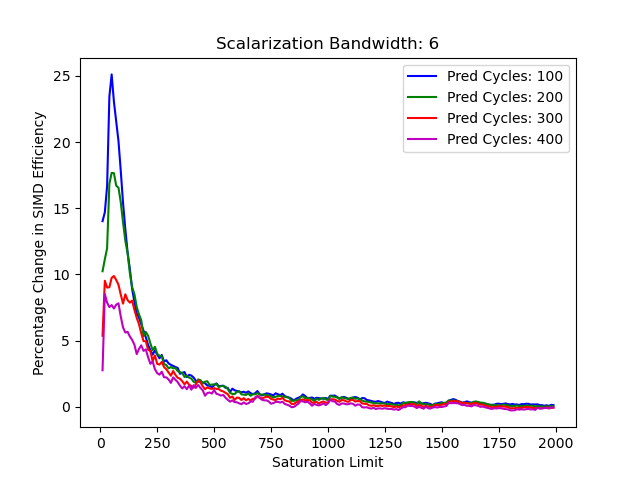 Scalarization Bandwidth: 6
Pred Cycles: 100
Pred Cycles: 200
Pred Cycles: 300
Pred Cycles: 400
Percentage Change in SIMD Efficiency
25
20
15
10
5
0
0 250 500 750 1000 1250 1500 1750 2000
Saturation Limit